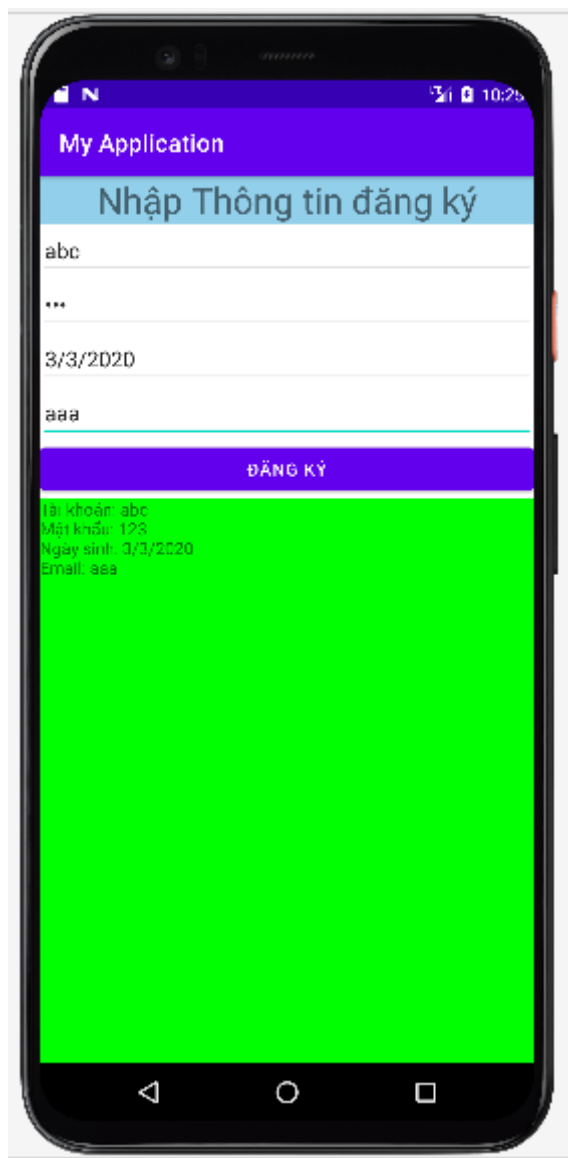 10:25
My Application
Nhập Thông tin đăng ký
abc
•••
3/3/2020
aaa
ĐĂNG KÝ
Tài khoản: abc
Mật khẩu: 123
Ngày sinh: 3/3/2020
Email: aaa